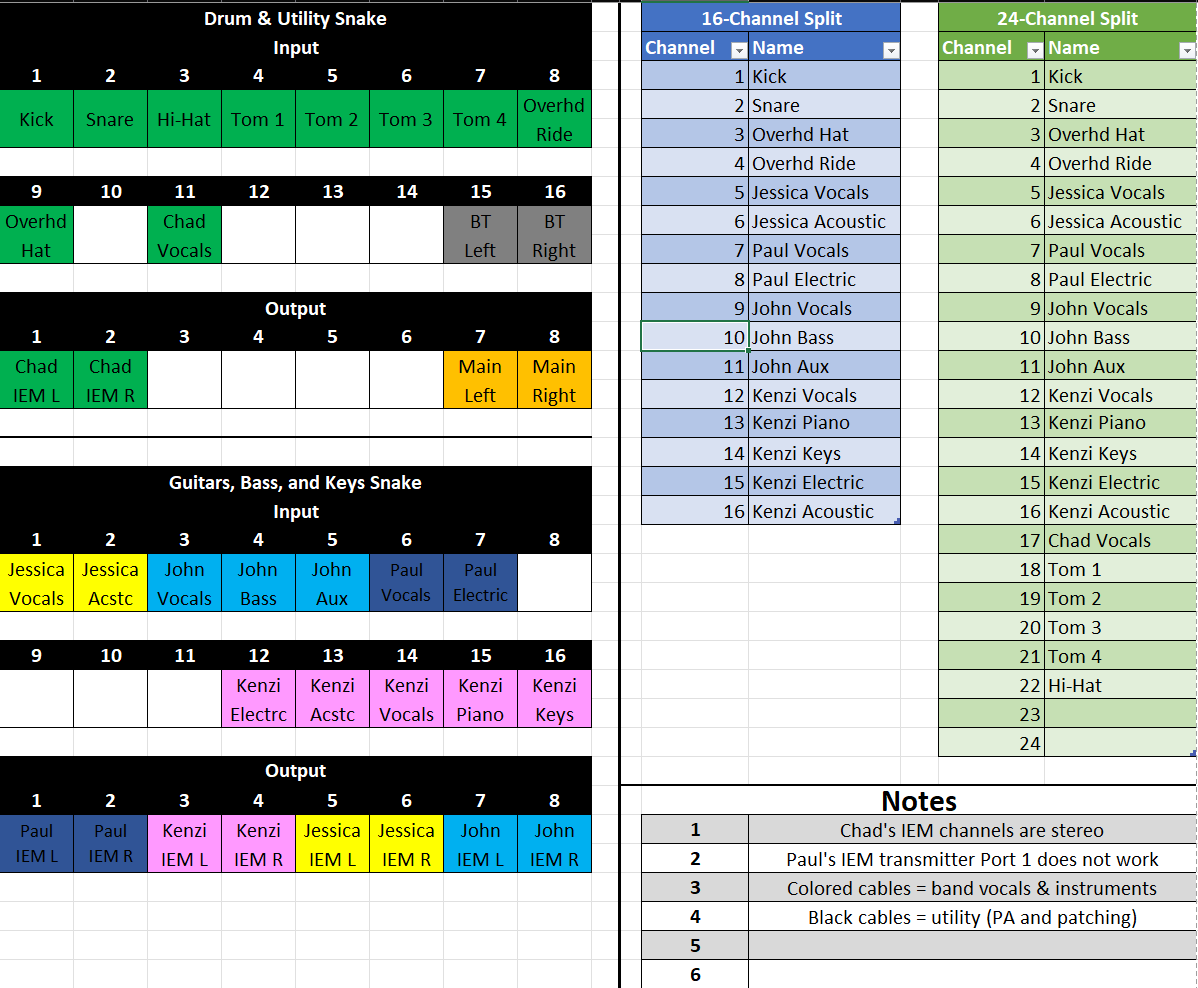 Drum & Utility Snake
Input
1 2 3 4 5 6 7 8
Kick Snare Hi-Hat Tom 1 Tom 2 Tom 3 Tom 4 Overhd Ride
9 10 11 12 13 14 15 16
Overhd Hat Chad Vocals BT Left BT Right
Output
1 2 3 4 5 6 7 8
Chad IEM L Chad IEM R Main Left Main Right
Guitars, Bass, and Keys Snake
Input
1 2 3 4 5 6 7 8
Jessica Vocals Jessica Acstc John Vocals John Bass John Aux Paul Vocals Paul Electric
9 10 11 12 13 14 15 16
Kenzi Electrc Kenzi Acstc Kenzi Vocals Kenzi Piano Kenzi Keys
Output
1 2 3 4 5 6 7 8
Paul IEM L Paul IEM R Kenzi IEM L Kenzi IEM R Jessica IEM L Jessica IEM R John IEM L John IEM R
16-Channel Split
Channel Name
1 Kick
2 Snare
3 Overhd Hat
4 Overhd Ride
5 Jessica Vocals
6 Jessica Acoustic
7 Paul Vocals
8 Paul Electric
9 John Vocals
10 John Bass
11 John Aux
12 Kenzi Vocals
13 Kenzi Piano
14 Kenzi Keys
15 Kenzi Electric
16 Kenzi Acoustic
24-Channel Split
Channel Name
1 Kick
2 Snare
3 Overhd Hat
4 Overhd Ride
5 Jessica Vocals
6 Jessica Acoustic
7 Paul Vocals
8 Paul Electric
9 John Vocals
10 John Bass
11 John Aux
12 Kenzi Vocals
13 Kenzi Piano
14 Kenzi Keys
15 Kenzi Electric
16 Kenzi Acoustic
17 Chad Vocals
18 Tom 1
19 Tom 2
20 Tom 3
21 Tom 4
22 Hi-Hat
23
24
Notes
1 Chad's IEM channels are stereo
2 Paul's IEM transmitter Port 1 does not work
3 Colored cables = band vocals & instruments
4 Black cables = utility (PA and patching)
5
6